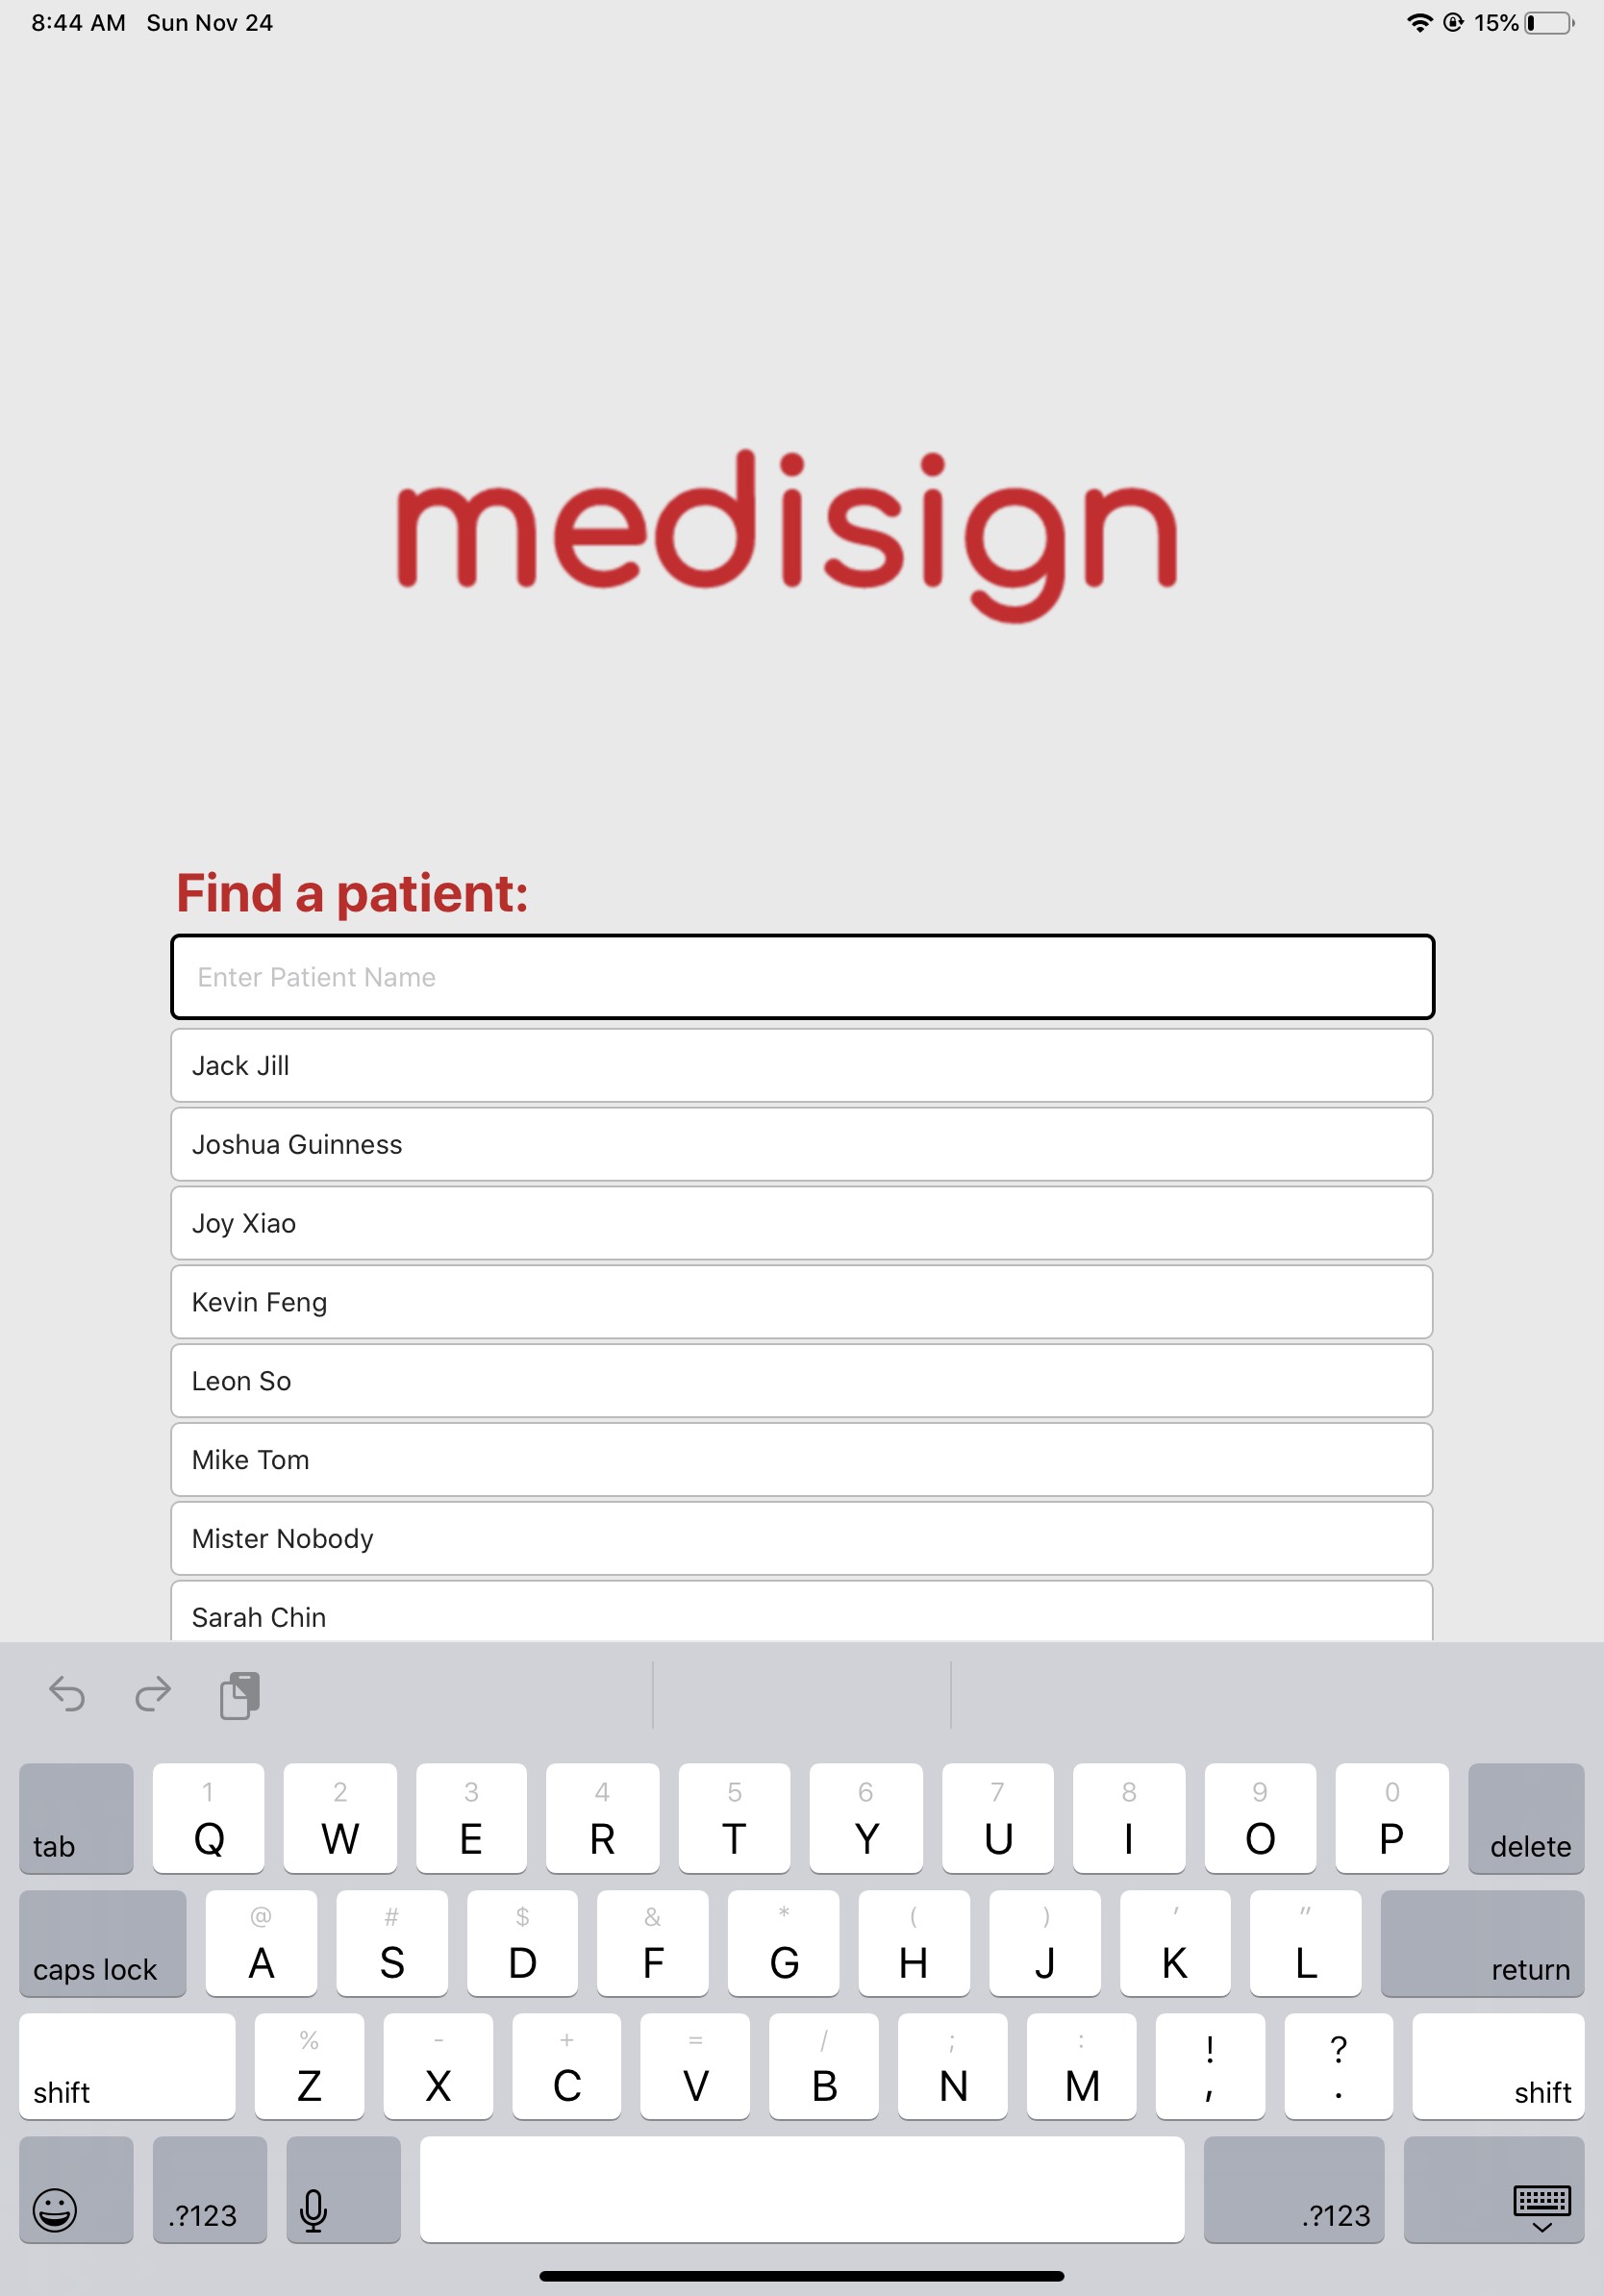 8:44 AM Sun Nov 24 15%
medisign
Find a patient:
Enter Patient Name
Jack Jill
Joshua Guinness
Joy Xiao
Kevin Feng
Leon So
Mike Tom
Mister Nobody
Sarah Chin
1 2 3 4 5 6 7 8 9 0
tab Q W E R T Y U I O P delete
@ # $ & * ( ) ' "
caps lock A S D F G H J K L return
% - + = / ; : ! ?
shift Z X C V B N M , . shift
.?123 .?123